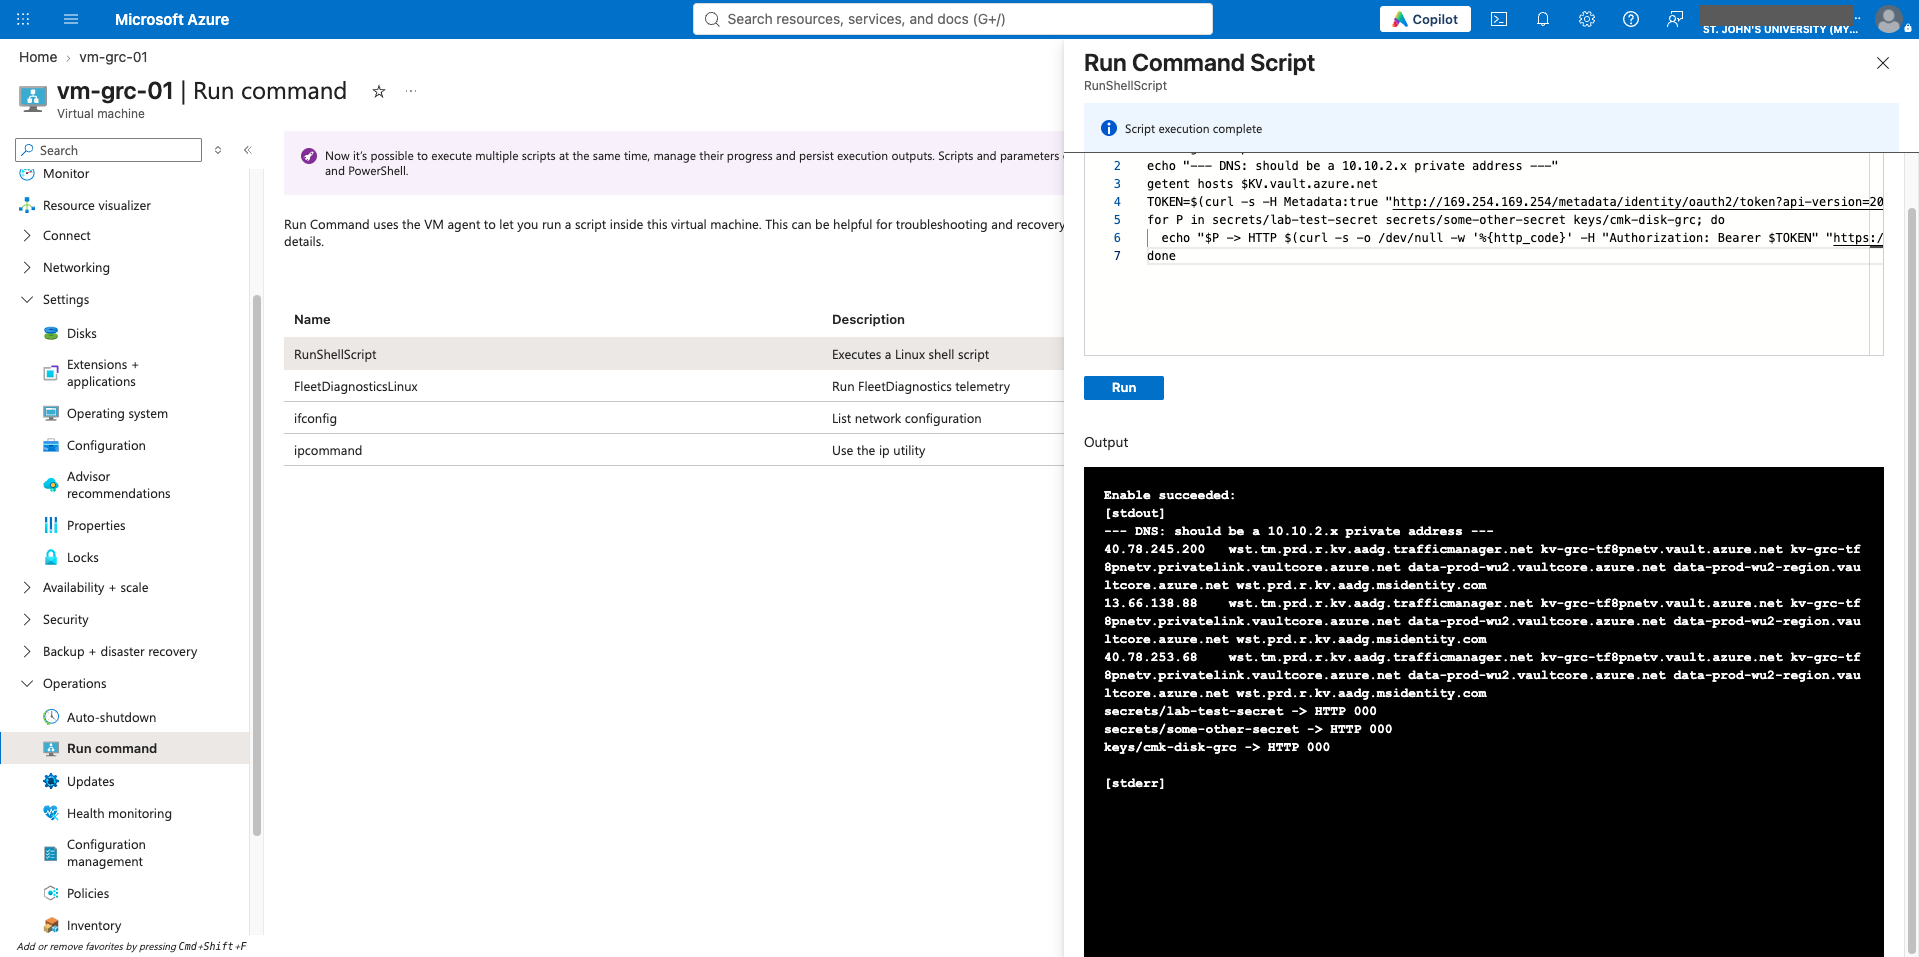 Microsoft Azure
Search resources, services, and docs (G+/)
Copilot
ST. JOHN'S UNIVERSITY (MY...
Home > vm-grc-01
vm-grc-01 | Run command
Virtual machine
Search
Monitor
Resource visualizer
Connect
Networking
Settings
Disks
Extensions +
applications
Operating system
Configuration
Advisor
recommendations
Properties
Locks
Availability + scale
Security
Backup + disaster recovery
Operations
Auto-shutdown
Run command
Updates
Health monitoring
Configuration
management
Policies
Inventory
Add or remove favorites by pressing Cmd+Shift+F
Now it's possible to execute multiple scripts at the same time, manage their progress and persist execution outputs. Scripts and parameters
and PowerShell.
Run Command uses the VM agent to let you run a script inside this virtual machine. This can be helpful for troubleshooting and recovery
details.
Name Description
RunShellScript Executes a Linux shell script
FleetDiagnosticsLinux Run FleetDiagnostics telemetry
ifconfig List network configuration
ipcommand Use the ip utility
Run Command Script
RunShellScript
Script execution complete
2 echo "--- DNS: should be a 10.10.2.x private address ---"
3 getent hosts $KV.vault.azure.net
4 TOKEN=$(curl -s -H Metadata:true "http://169.254.169.254/metadata/identity/oauth2/token?api-version=20
5 for P in secrets/lab-test-secret secrets/some-other-secret keys/cmk-disk-grc; do
6 echo "$P -> HTTP $(curl -s -o /dev/null -w '%{http_code}' -H "Authorization: Bearer $TOKEN" "https:/
7 done
Run
Output
Enable succeeded:
[stdout]
--- DNS: should be a 10.10.2.x private address ---
40.78.245.200 wst.tm.prd.r.kv.aadg.trafficmanager.net kv-grc-tf8pnetv.vault.azure.net kv-grc-tf
8pnetv.privatelink.vaultcore.azure.net data-prod-wu2.vaultcore.azure.net data-prod-wu2-region.vau
ltcore.azure.net wst.prd.r.kv.aadg.msidentity.com
13.66.138.88 wst.tm.prd.r.kv.aadg.trafficmanager.net kv-grc-tf8pnetv.vault.azure.net kv-grc-tf
8pnetv.privatelink.vaultcore.azure.net data-prod-wu2.vaultcore.azure.net data-prod-wu2-region.vau
ltcore.azure.net wst.prd.r.kv.aadg.msidentity.com
40.78.253.68 wst.tm.prd.r.kv.aadg.trafficmanager.net kv-grc-tf8pnetv.vault.azure.net kv-grc-tf
8pnetv.privatelink.vaultcore.azure.net data-prod-wu2.vaultcore.azure.net data-prod-wu2-region.vau
ltcore.azure.net wst.prd.r.kv.aadg.msidentity.com
secrets/lab-test-secret -> HTTP 000
secrets/some-other-secret -> HTTP 000
keys/cmk-disk-grc -> HTTP 000
[stderr]